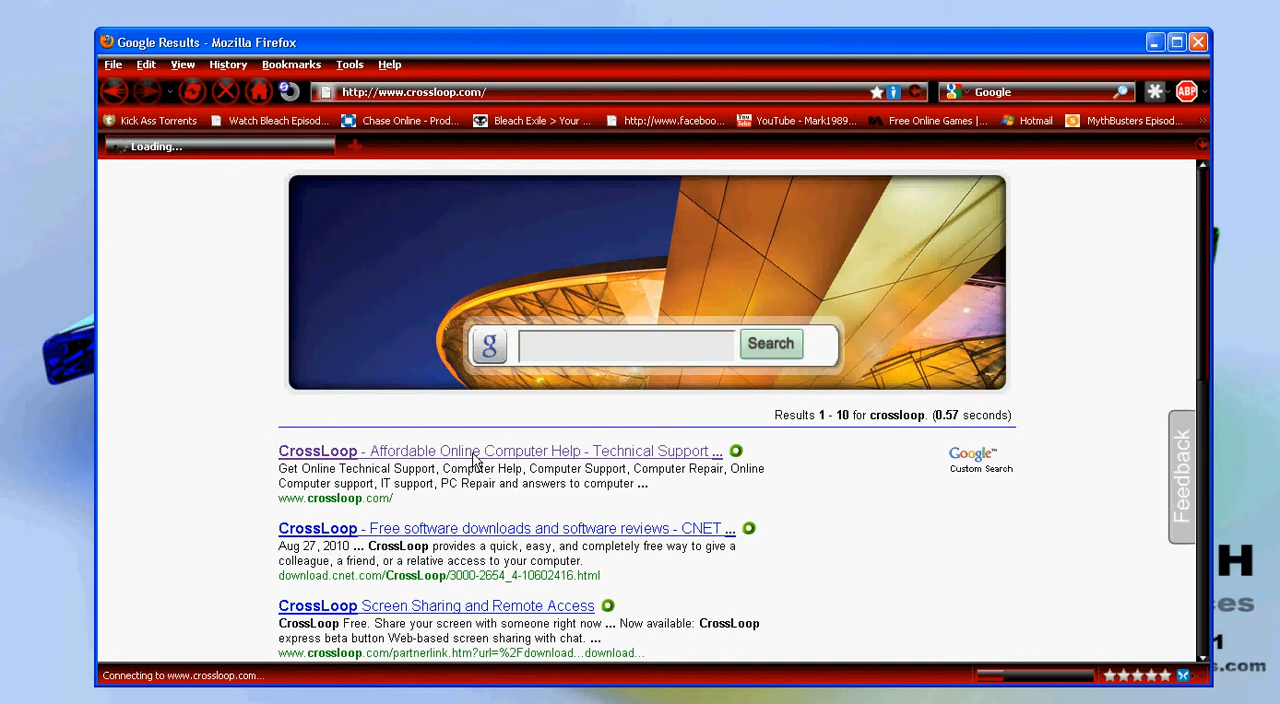 Google Results - Mozilla Firefox
File Edit View History Bookmarks Tools Help
http://www.crossloop.com/ Google ABP
Kick Ass Torrents Watch Bleach Episod... Chase Online - Prod... Bleach Exile > Your ... http://www.faceboo... YouTube - Mark1989... Free Online Games |... Hotmail MythBusters Episod... »
Loading...
g Search
Results 1 - 10 for crossloop. (0.57 seconds)
CrossLoop - Affordable Online Computer Help - Technical Support ...
Get Online Technical Support, Computer Help, Computer Support, Computer Repair, Online
Computer support, IT support, PC Repair and answers to computer ...
www.crossloop.com/
Google™
Custom Search
CrossLoop - Free software downloads and software reviews - CNET ...
Aug 27, 2010 ... CrossLoop provides a quick, easy, and completely free way to give a
colleague, a friend, or a relative access to your computer.
download.cnet.com/CrossLoop/3000-2654_4-10602416.html
CrossLoop Screen Sharing and Remote Access
CrossLoop Free. Share your screen with someone right now ... Now available: CrossLoop
express beta button Web-based screen sharing with chat. ...
www.crossloop.com/partnerlink.htm?url=%2Fdownload...download...
Feedback
H
es
1
s.com
Connecting to www.crossloop.com...